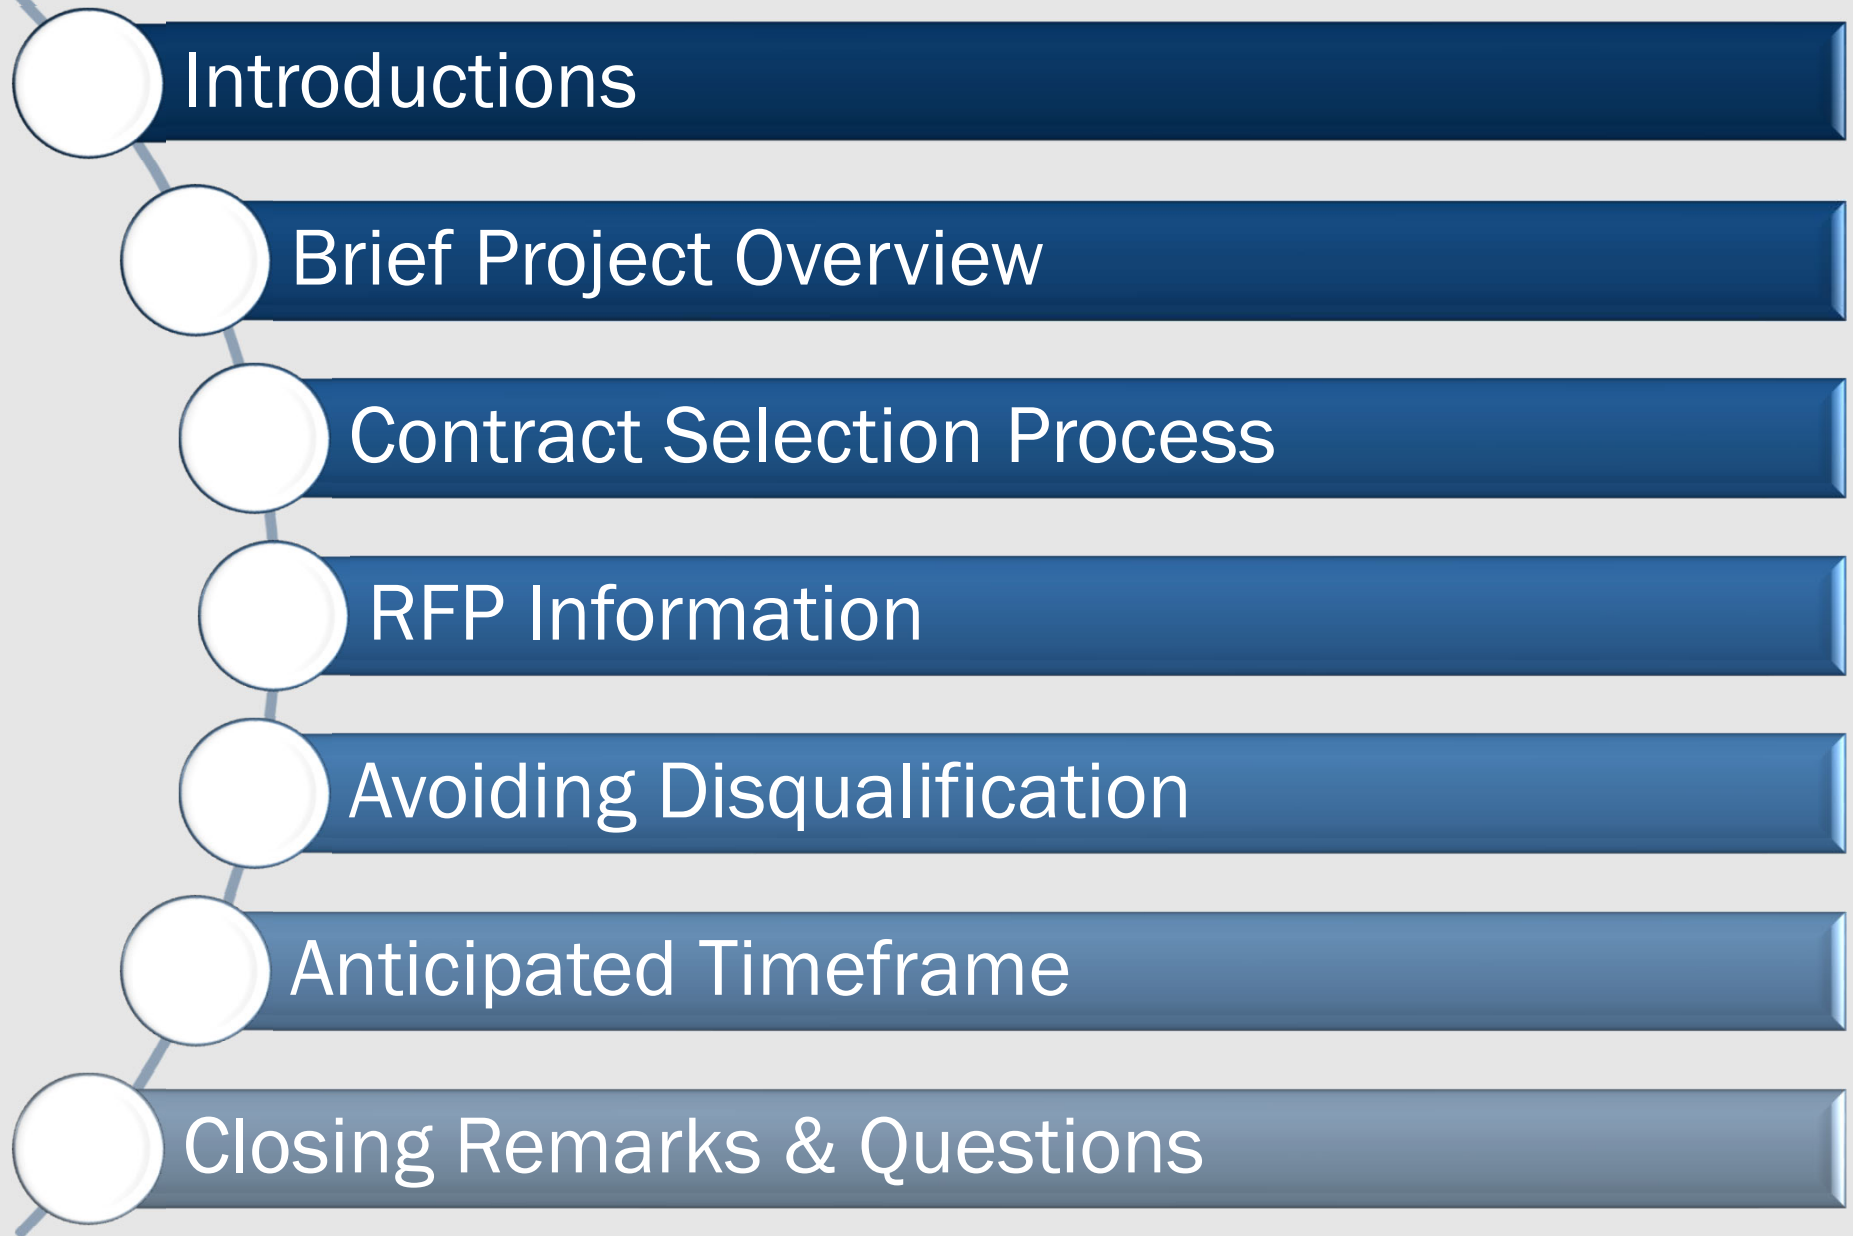 Introductions
Brief Project Overview
Contract Selection Process
RFP Information
Avoiding Disqualification
Anticipated Timeframe
Closing Remarks & Questions